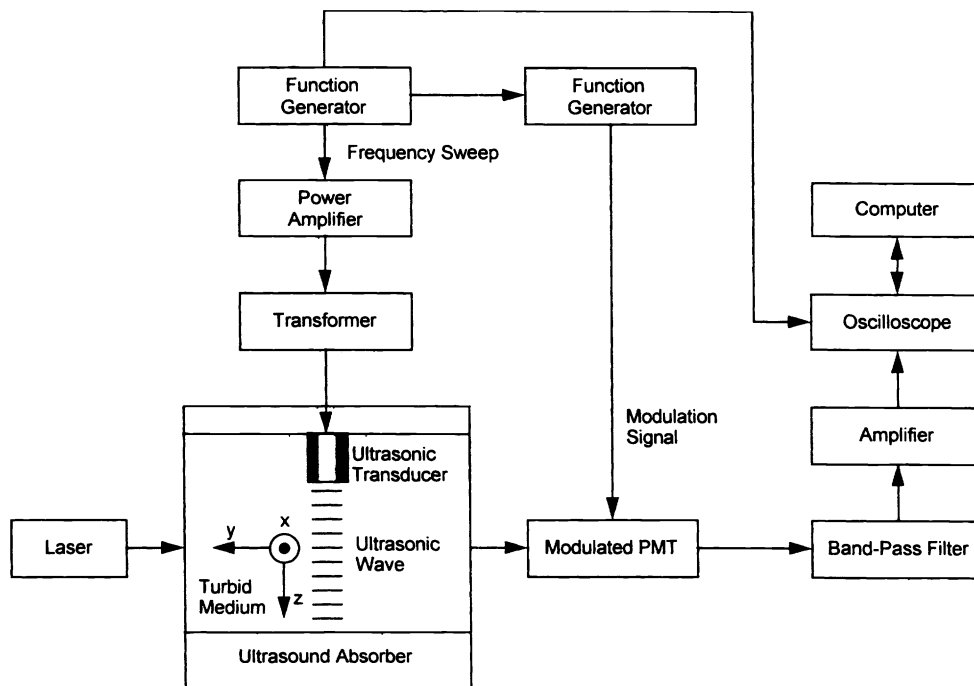 Function
Generator
Function
Generator
Frequency Sweep
Power
Amplifier
Computer
Transformer
Oscilloscope
Modulation
Signal
Amplifier
Ultrasonic
Transducer
Laser
y
x
z
Ultrasonic
Wave
Turbid
Medium
Modulated PMT
Band-Pass Filter
Ultrasound Absorber